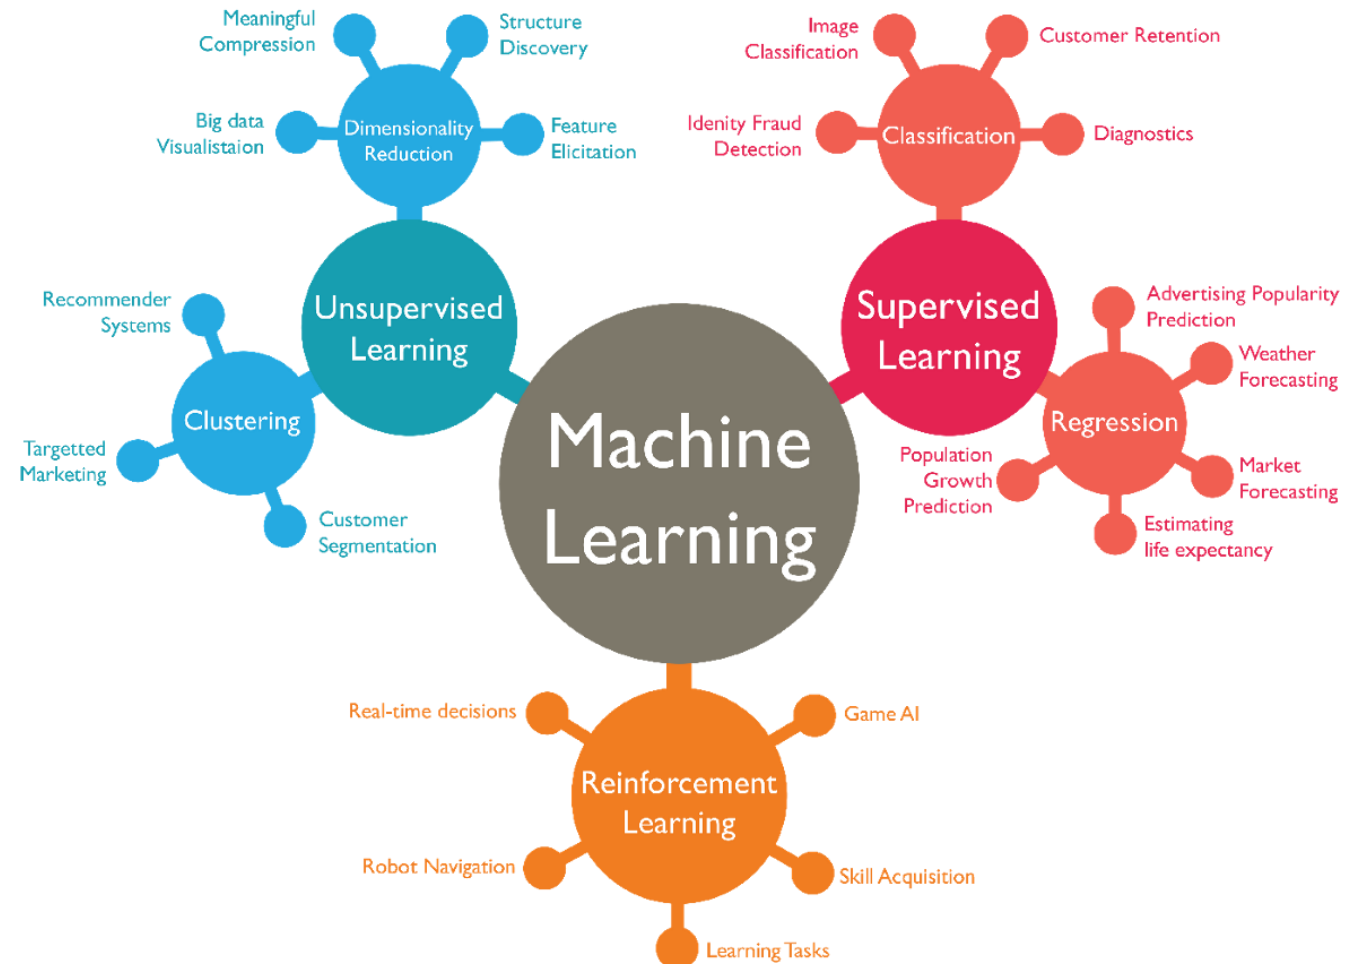 Meaningful
Compression
Structure
Discovery
Big data
Visualistaion
Dimensionality
Reduction
Feature
Elicitation
Image
Classification
Customer Retention
Idenity Fraud
Detection
Classification
Diagnostics
Unsupervised
Learning
Supervised
Learning
Recommender
Systems
Clustering
Targetted
Marketing
Customer
Segmentation
Machine
Learning
Advertising Popularity
Prediction
Weather
Forecasting
Regression
Population
Growth
Prediction
Market
Forecasting
Estimating
life expectancy
Real-time decisions
Game AI
Reinforcement
Learning
Robot Navigation
Skill Acquisition
Learning Tasks